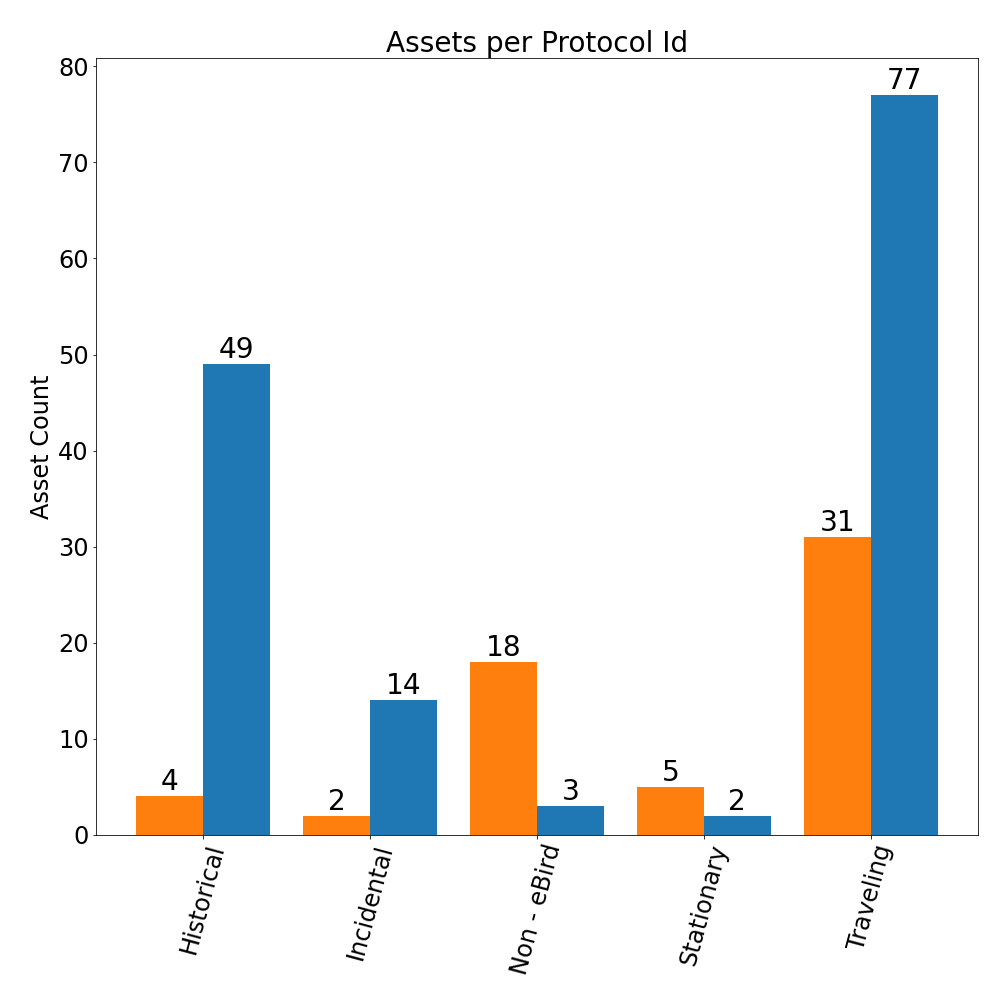 Assets per Protocol Id
Asset Count
80
70
60
50
40
30
20
10
0
4
49
2
14
18
3
5
2
31
77
Historical
Incidental
Non - eBird
Stationary
Traveling